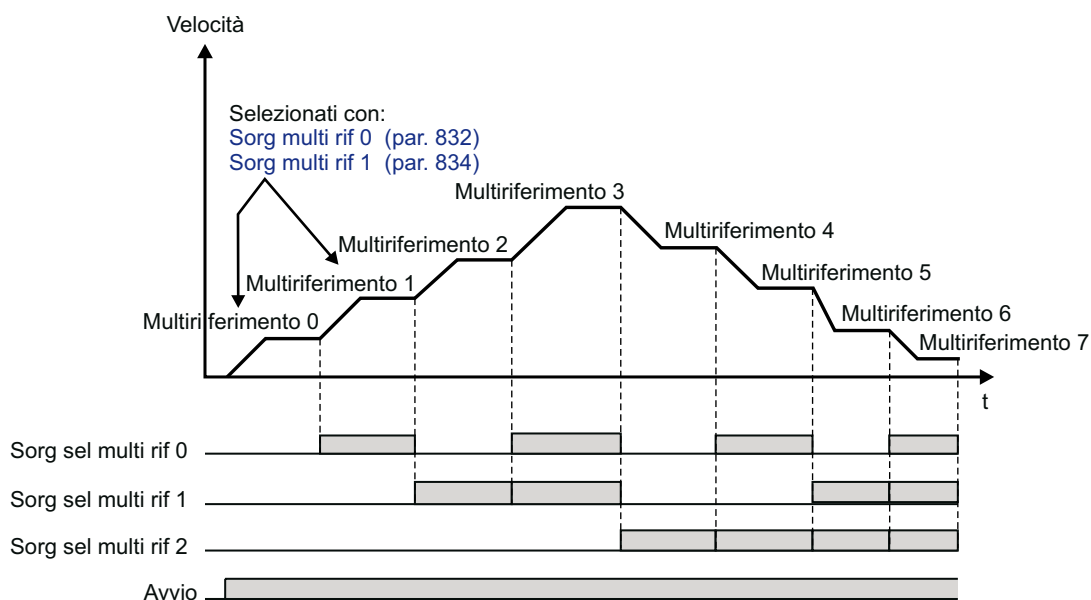 Velocità
Selezionati con:
Sorg multi rif 0 (par. 832)
Sorg multi rif 1 (par. 834)
Multiriferimento 3
Multiriferimento 2
Multiriferimento 4
Multiriferimento 1
Multiriferimento 5
Multiriferimento 0
Multiriferimento 6
Multiriferimento 7
t
Sorg sel multi rif 0
Sorg sel multi rif 1
Sorg sel multi rif 2
Avvio